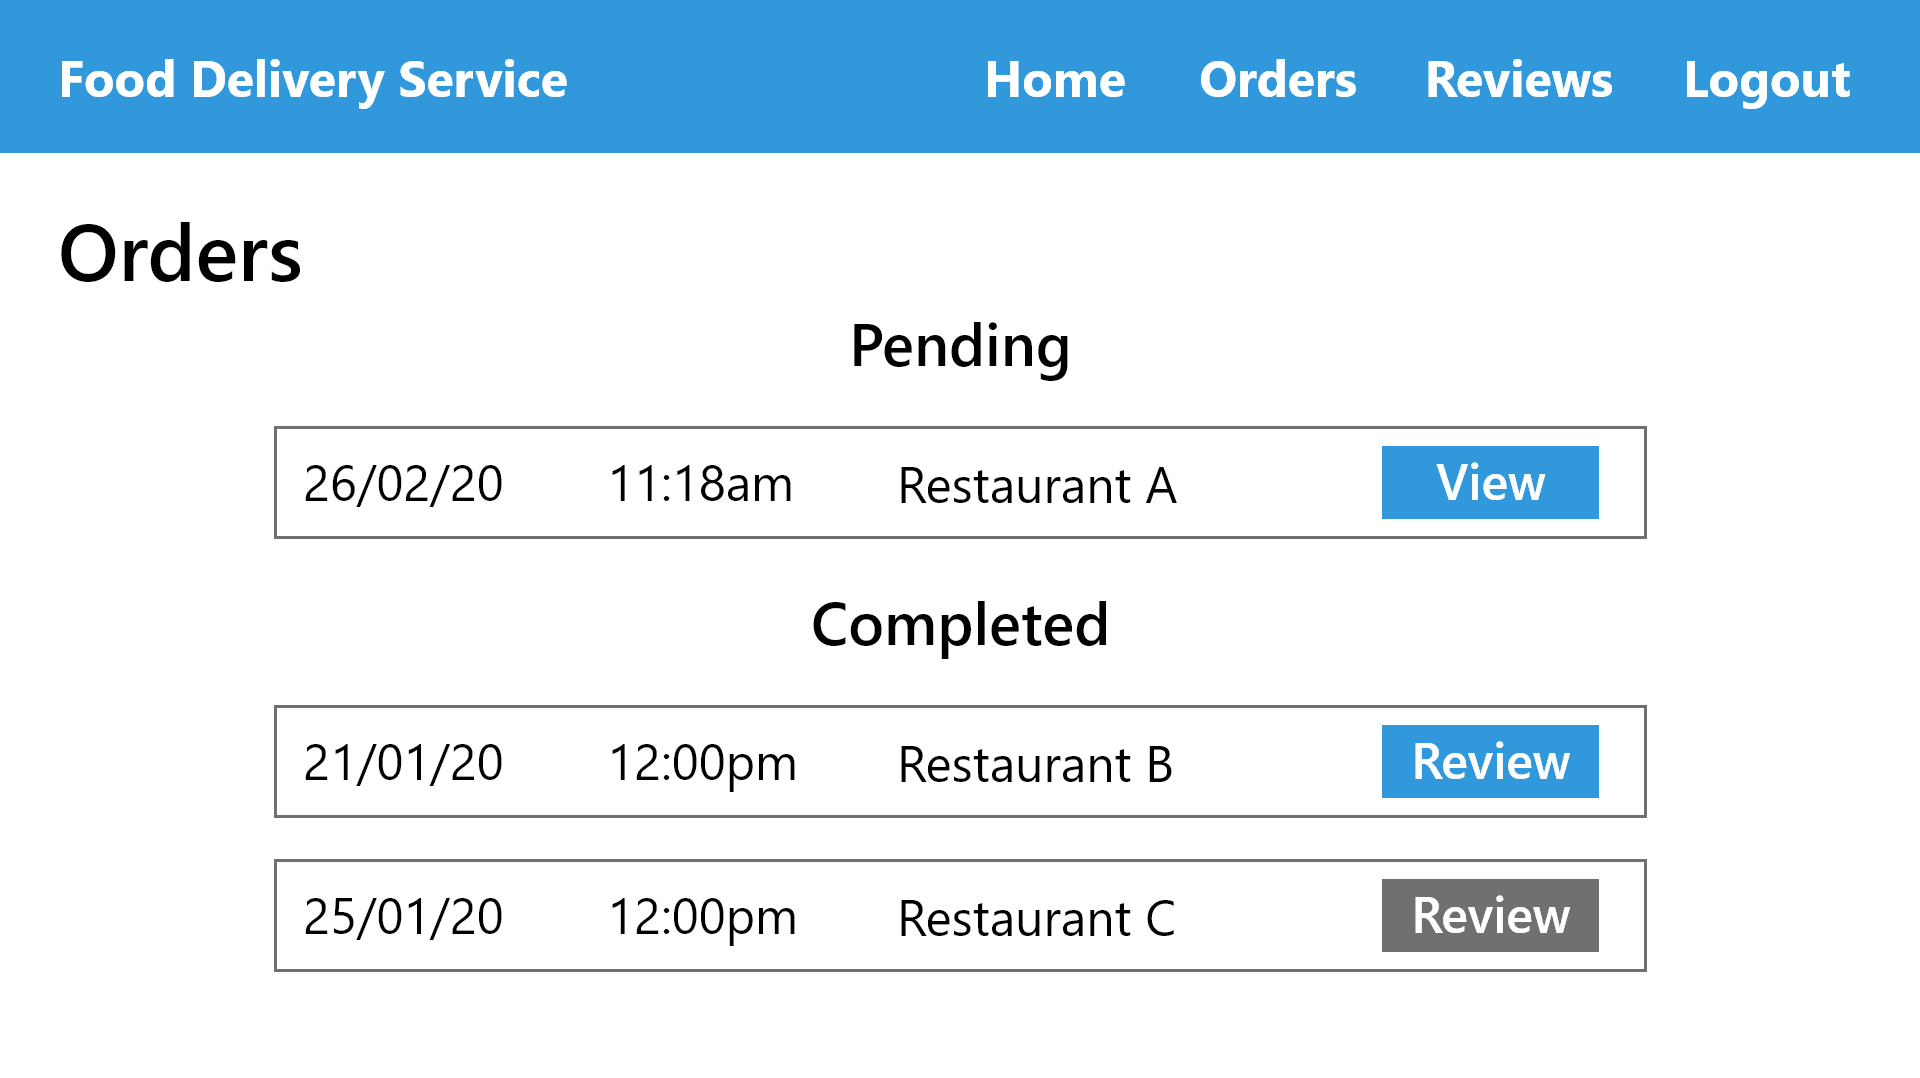 Food Delivery Service Home Orders Reviews Logout
Orders
Pending
26/02/20 11:18am Restaurant A View
Completed
21/01/20 12:00pm Restaurant B Review
25/01/20 12:00pm Restaurant C Review